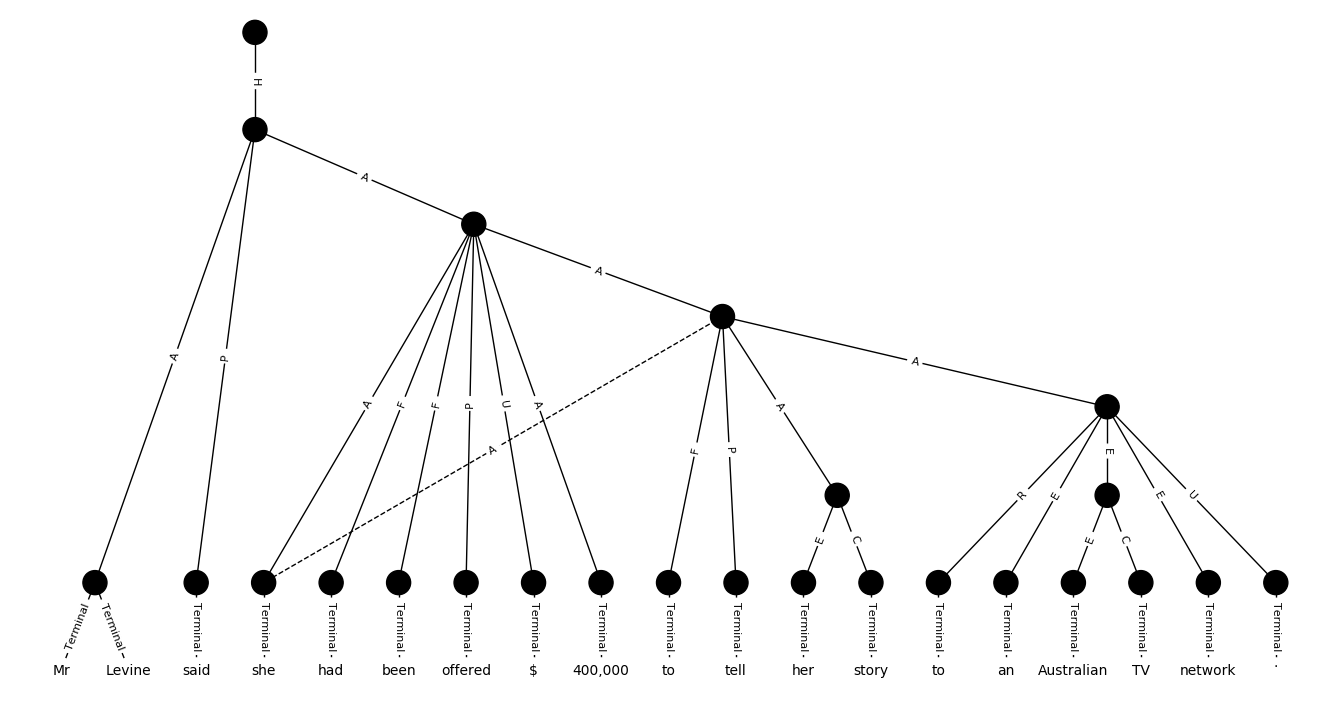 H
A
A
A
A P
A F F P U A
A
F P A
R E E E U
E C
E C
Terminal Terminal Terminal Terminal Terminal Terminal Terminal Terminal Terminal Terminal Terminal Terminal Terminal Terminal Terminal Terminal Terminal Terminal Terminal
Mr Levine said she had been offered $ 400,000 to tell her story to an Australian TV network .